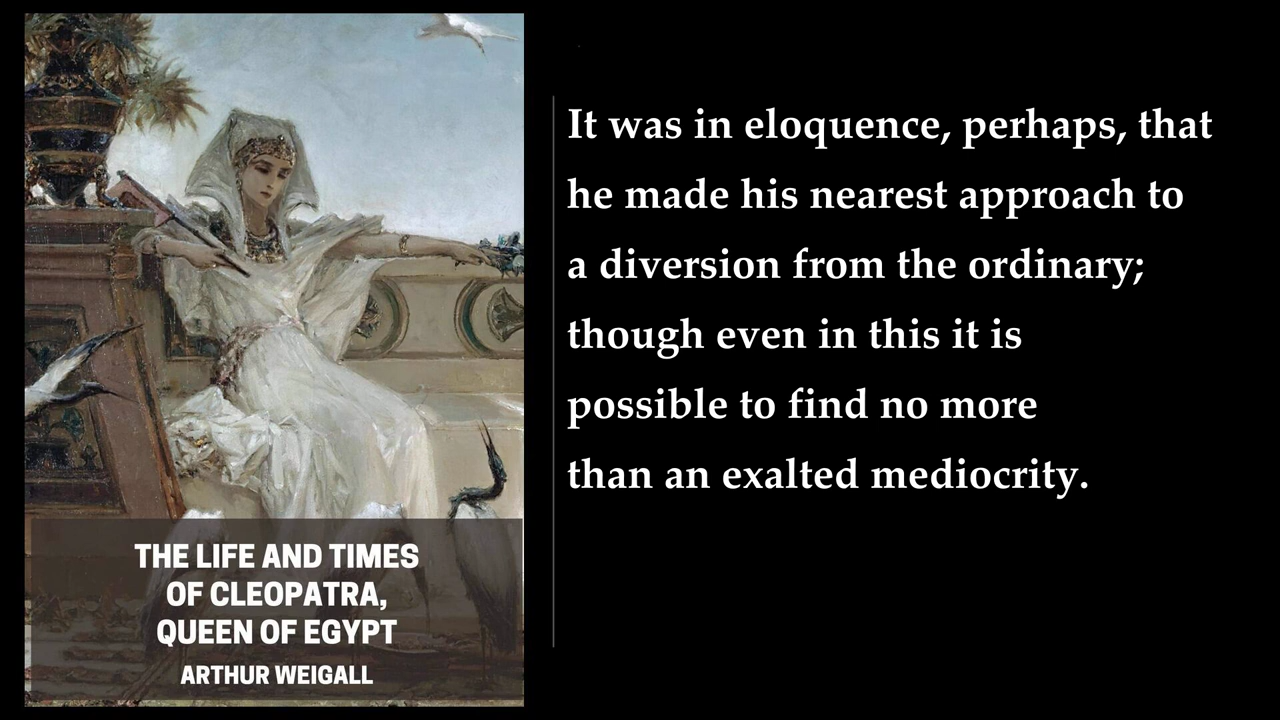 THE LIFE AND TIMES
OF CLEOPATRA,
QUEEN OF EGYPT
ARTHUR WEIGALL
It was in eloquence, perhaps, that
he made his nearest approach to
a diversion from the ordinary;
though even in this it is
possible to find no more
than an exalted mediocrity.